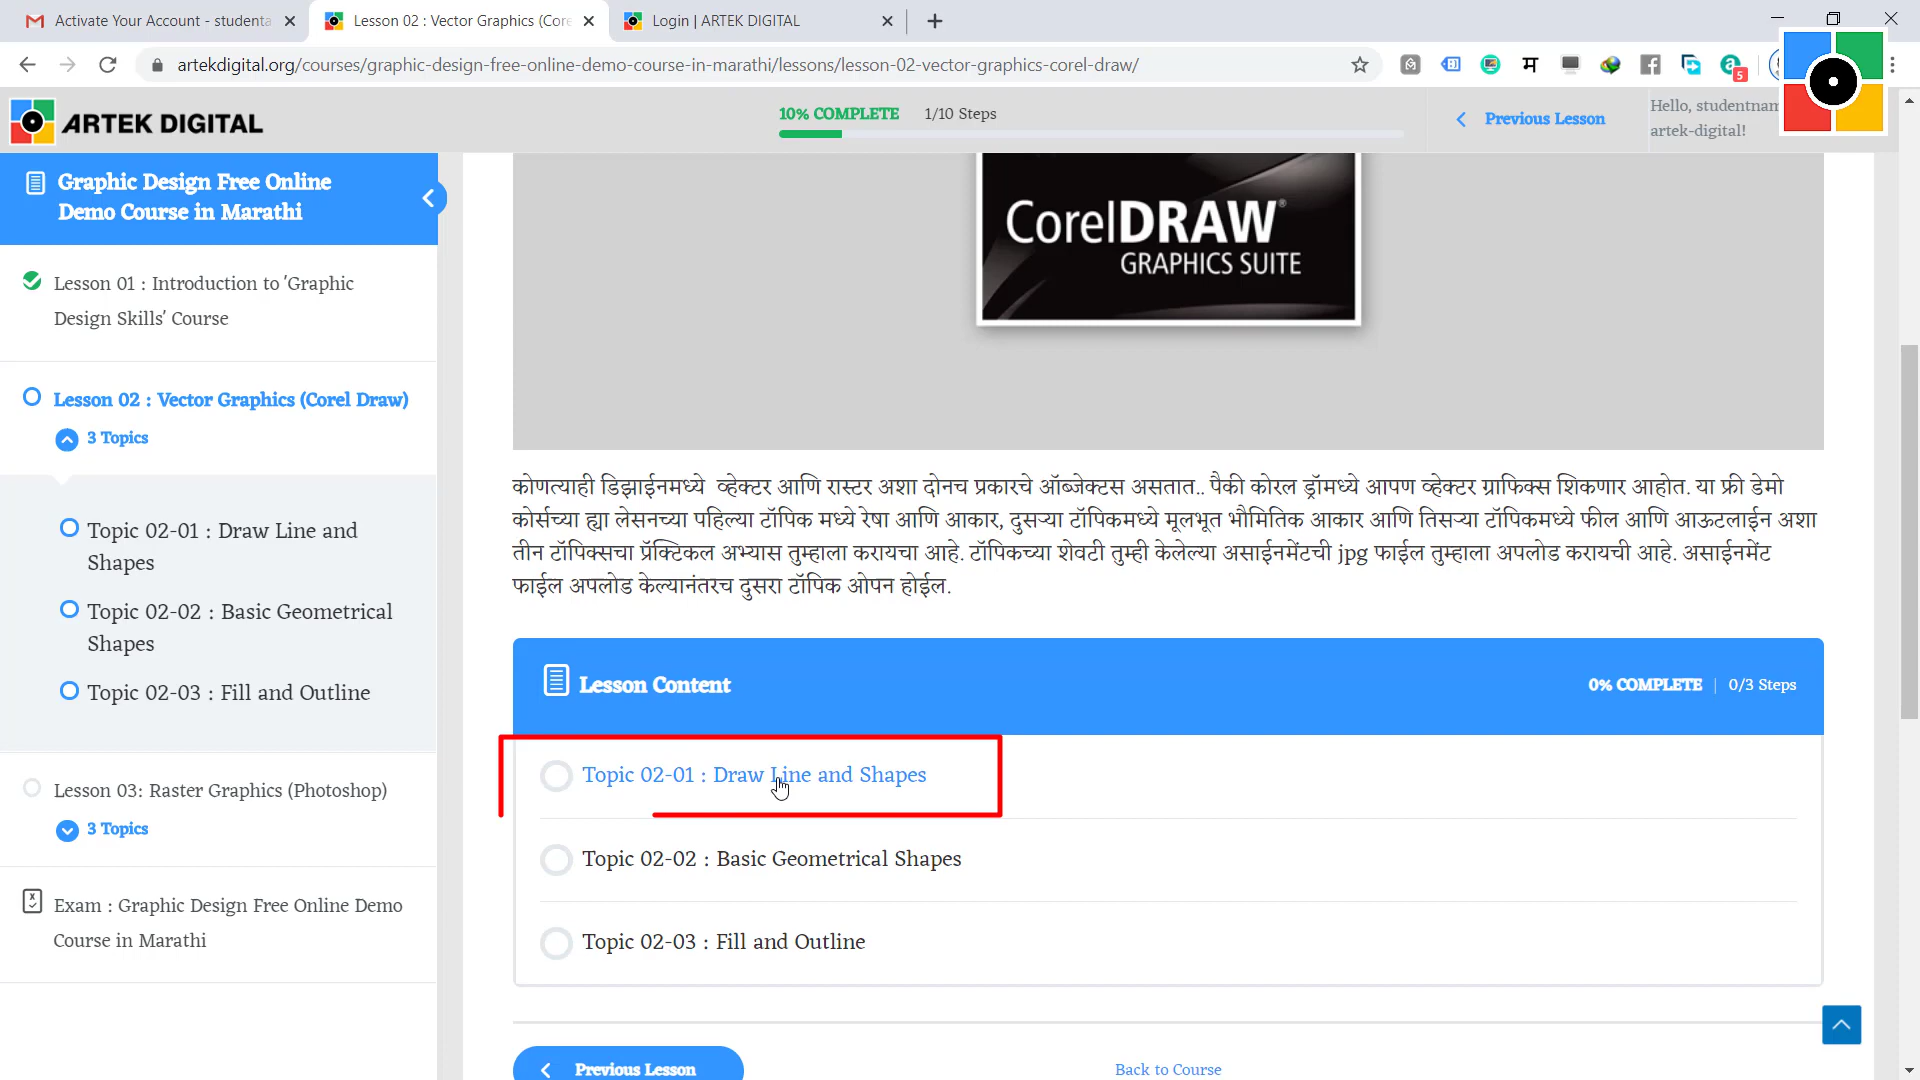 Activate Your Account - studenta
Lesson 02 : Vector Graphics (Core
Login | ARTEK DIGITAL
artekdigital.org/courses/graphic-design-free-online-demo-course-in-marathi/lessons/lesson-02-vector-graphics-corel-draw/
म
5
ARTEK DIGITAL
10% COMPLETE 1/10 Steps
Previous Lesson
Hello, studentnam
artek-digital!
Graphic Design Free Online
Demo Course in Marathi
Lesson 01 : Introduction to 'Graphic
Design Skills' Course
Lesson 02 : Vector Graphics (Corel Draw)
3 Topics
Topic 02-01 : Draw Line and
Shapes
Topic 02-02 : Basic Geometrical
Shapes
Topic 02-03 : Fill and Outline
Lesson 03: Raster Graphics (Photoshop)
3 Topics
Exam : Graphic Design Free Online Demo
Course in Marathi
CorelDRAW®
GRAPHICS SUITE
कोणत्याही डिझाईनमध्ये व्हेक्टर आणि रास्टर अशा दोनच प्रकारचे ऑब्जेक्टस असतात.. पैकी कोरल ड्रॉमध्ये आपण व्हेक्टर ग्राफिक्स शिकणार आहोत. या फ्री डेमो
कोर्सच्या ह्या लेसनच्या पहिल्या टॉपिक मध्ये रेषा आणि आकार, दुसऱ्या टॉपिकमध्ये मूलभूत भौमितिक आकार आणि तिसऱ्या टॉपिकमध्ये फील आणि आऊटलाईन अशा
तीन टॉपिक्सचा प्रॅक्टिकल अभ्यास तुम्हाला करायचा आहे. टॉपिकच्या शेवटी तुम्ही केलेल्या असाईनमेंटची jpg फाईल तुम्हाला अपलोड करायची आहे. असाईनमेंट
फाईल अपलोड केल्यानंतरच दुसरा टॉपिक ओपन होईल.
Lesson Content
0% COMPLETE | 0/3 Steps
Topic 02-01 : Draw Line and Shapes
Topic 02-02 : Basic Geometrical Shapes
Topic 02-03 : Fill and Outline
Previous Lesson
Back to Course